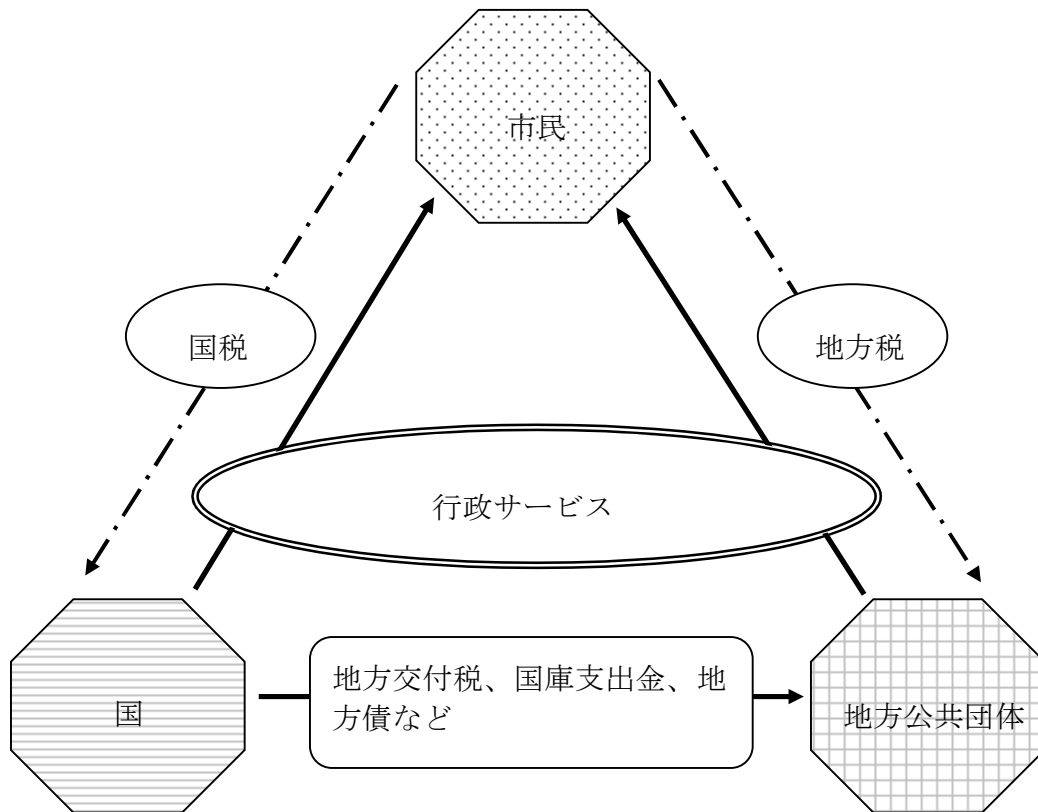 市民
国税
地方税
行政サービス
地方交付税、国庫支出金、地
方債など
国
地方公共団体